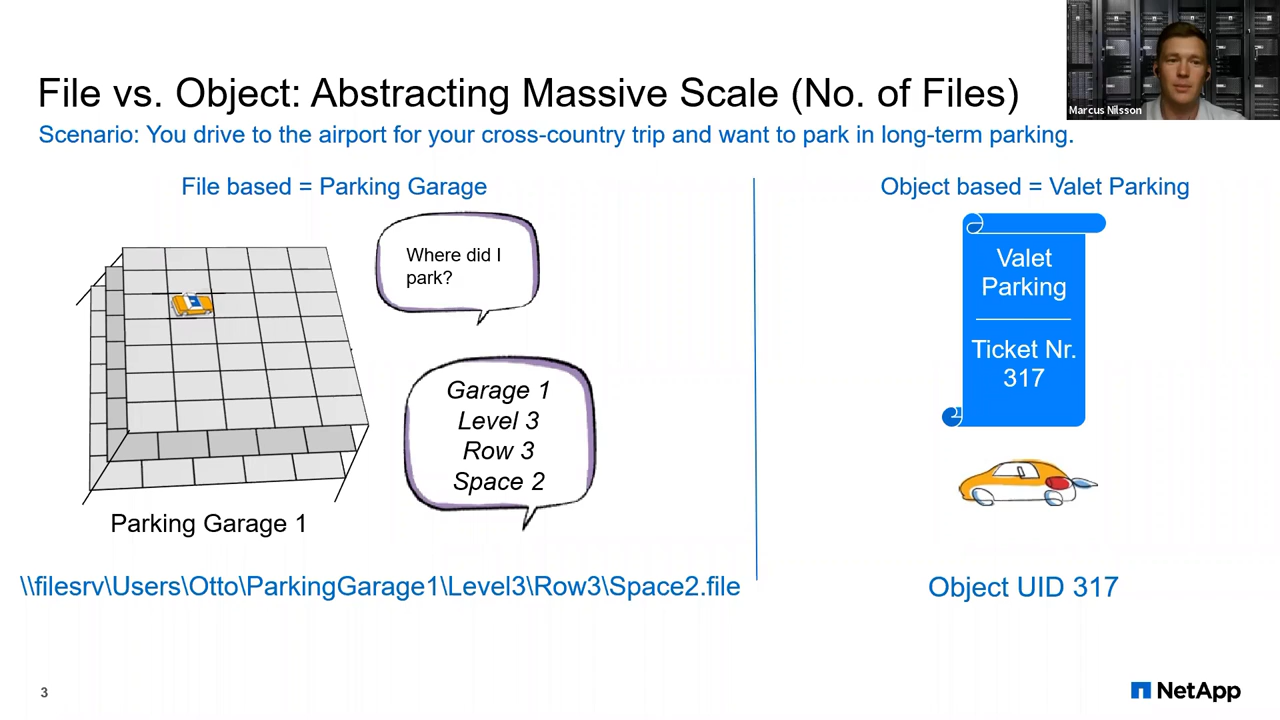 File vs. Object: Abstracting Massive Scale (No. of Files)
Marcus Nilsson
Scenario: You drive to the airport for your cross-country trip and want to park in long-term parking.
File based = Parking Garage
Where did I
park?
Garage 1
Level 3
Row 3
Space 2
Parking Garage 1
\\filesrv\Users\Otto\ParkingGarage1\Level3\Row3\Space2.file
Object based = Valet Parking
Valet
Parking
Ticket Nr.
317
Object UID 317
3
NetApp